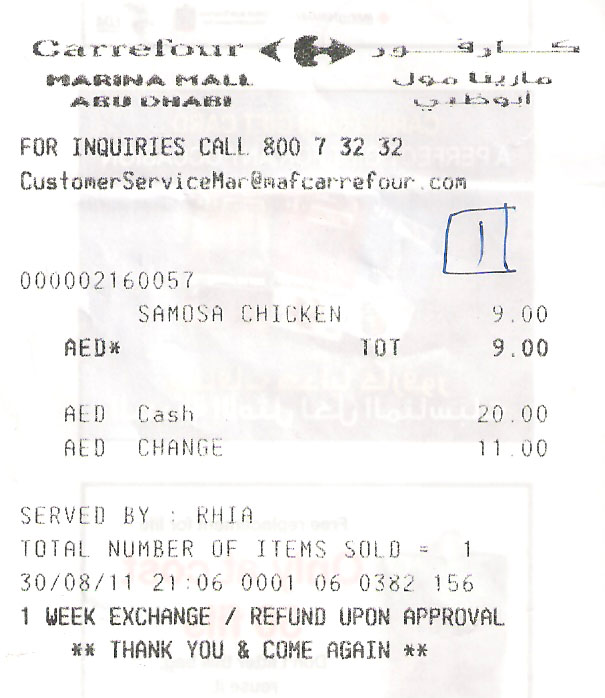 Carrefour كارفور
MARINA MALL مارينا مول
ABU DHABI أبوظبي
FOR INQUIRIES CALL 800 7 32 32
CustomerServiceMar@mafcarrefour.com
1
000002160057
SAMOSA CHICKEN 9.00
AED* TOT 9.00
AED Cash 20.00
AED CHANGE 11.00
SERVED BY : RHIA
TOTAL NUMBER OF ITEMS SOLD = 1
30/08/11 21:06 0001 06 0382 156
1 WEEK EXCHANGE / REFUND UPON APPROVAL
** THANK YOU & COME AGAIN **